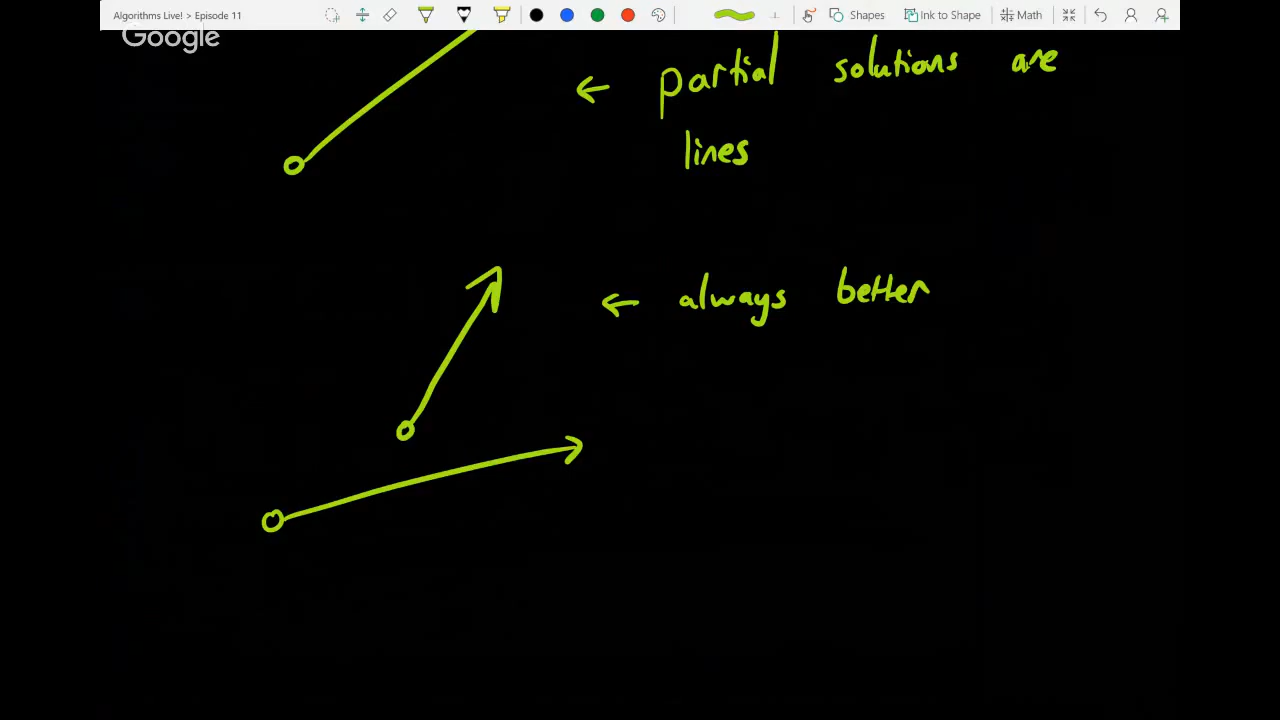 Algorithms Live! > Episode 11
Shapes
Ink to Shape
Math
Google
← partial solutions are
lines
← always better